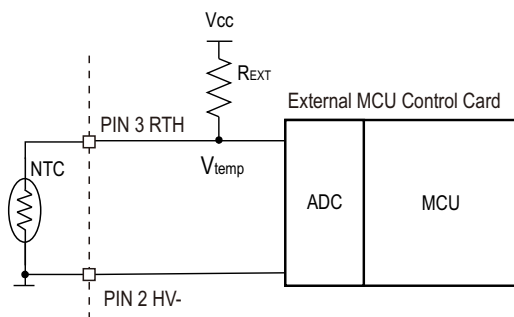 Vcc
REXT
External MCU Control Card
PIN 3 RTH
NTC
Vtemp
ADC
MCU
PIN 2 HV-